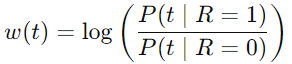 w(t) = log ( P(t | R = 1) / P(t | R = 0) )